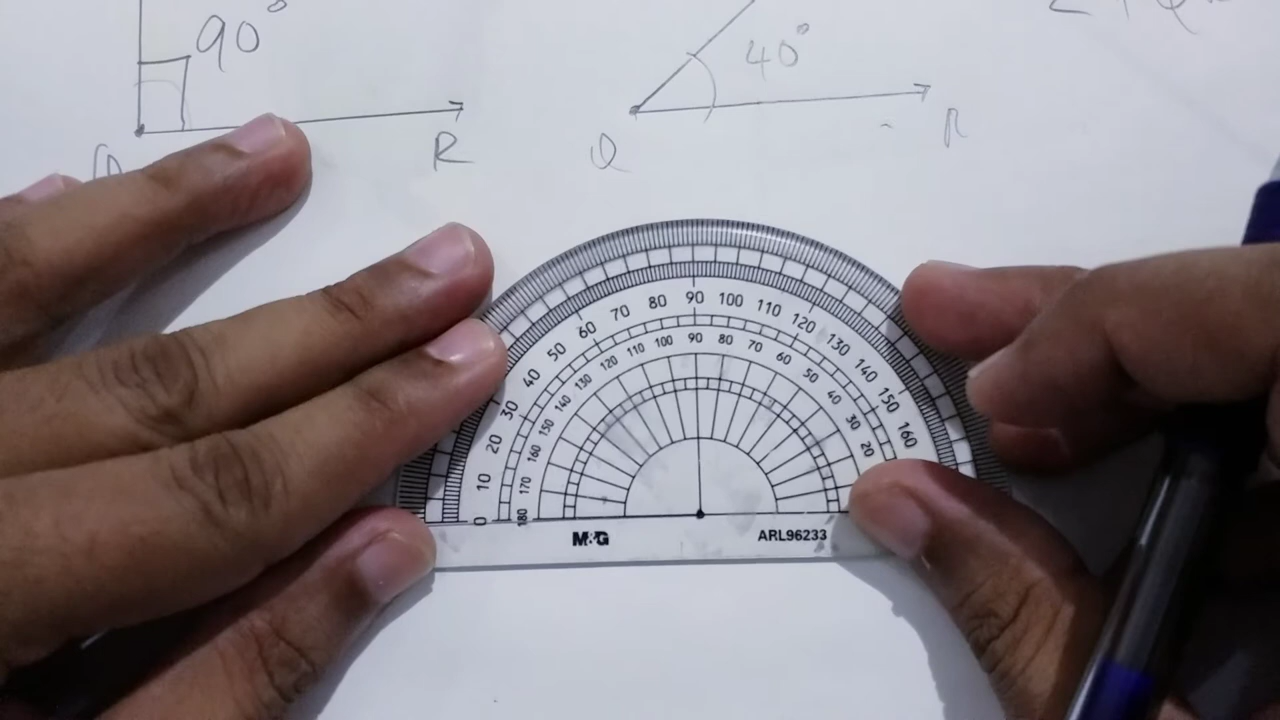 90°
40°
R
Q
R
0 10 20 30 40 50 60 70 80 90 100 110 120 130 140 150 160
180 170 160 150 140 130 120 110 100 90 80 70 60 50 40 30 20
M&G
ARL96233